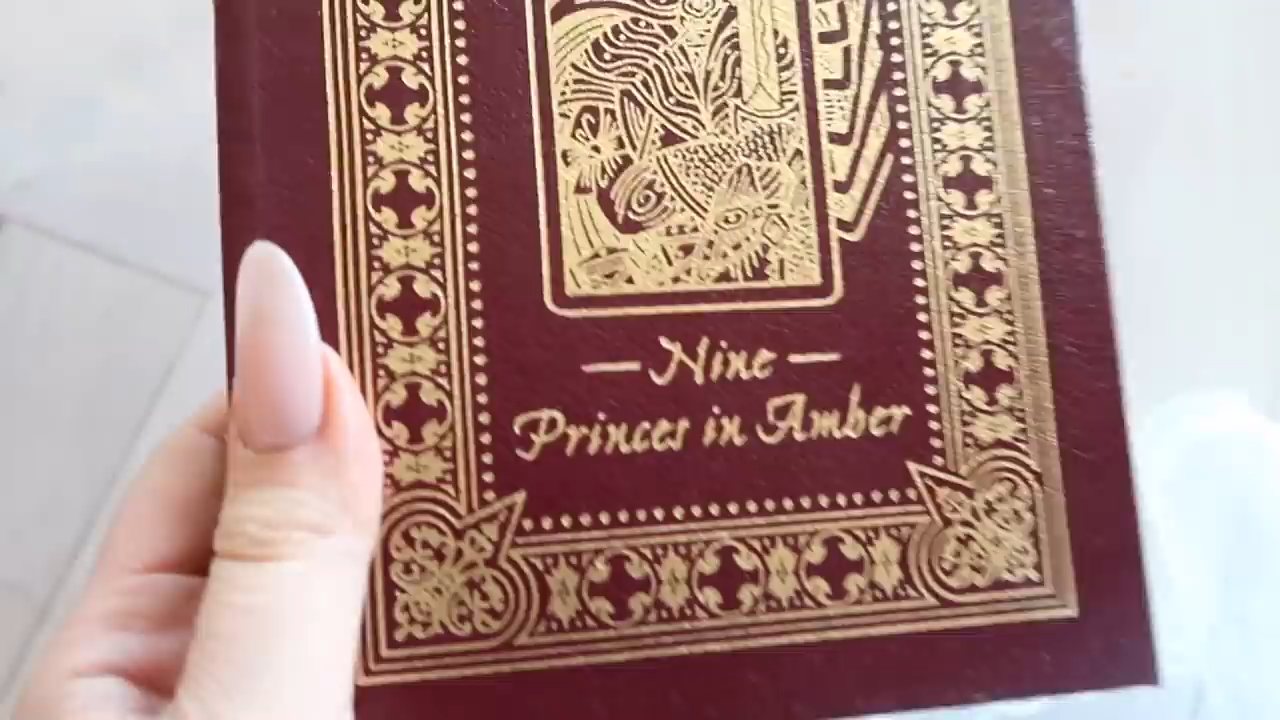 — Nine —
Princes in Amber